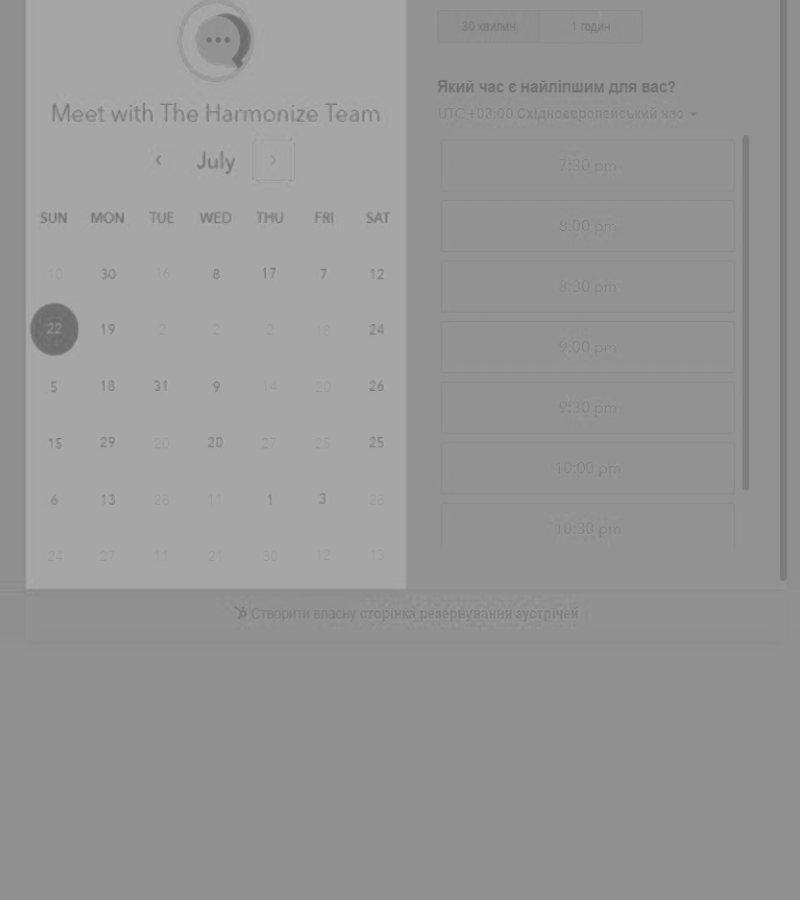 Meet with The Harmonize Team
July
SUN MON TUE WED THU FRI SAT
10 30 16 8 17 7 12
22 19 2 2 2 18 24
5 18 31 9 14 20 26
15 29 20 20 27 25 25
6 13 28 11 1 3 28
24 27 11 21 30 12 13
30 хвилин 1 годин
Який час є найліпшим для вас?
UTC +03:00 Східноєвропейський час
7:30 pm
8:00 pm
8:30 pm
9:00 pm
9:30 pm
10:00 pm
10:30 pm
Створити власну сторінка резервування зустрічей